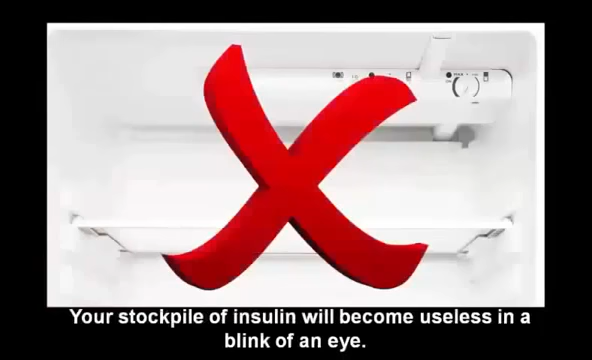 Your stockpile of insulin will become useless in a
blink of an eye.